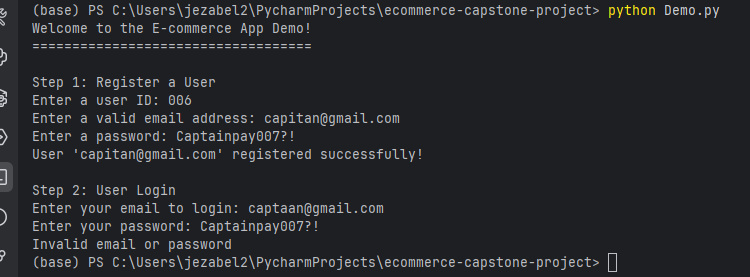 (base) PS C:\Users\jezabel2\PycharmProjects\ecommerce-capstone-project> python Demo.py
Welcome to the E-commerce App Demo!
===================================
Step 1: Register a User
Enter a user ID: 006
Enter a valid email address: capitan@gmail.com
Enter a password: Captainpay007?!
User 'capitan@gmail.com' registered successfully!
Step 2: User Login
Enter your email to login: captaan@gmail.com
Enter your password: Captainpay007?!
Invalid email or password
(base) PS C:\Users\jezabel2\PycharmProjects\ecommerce-capstone-project>